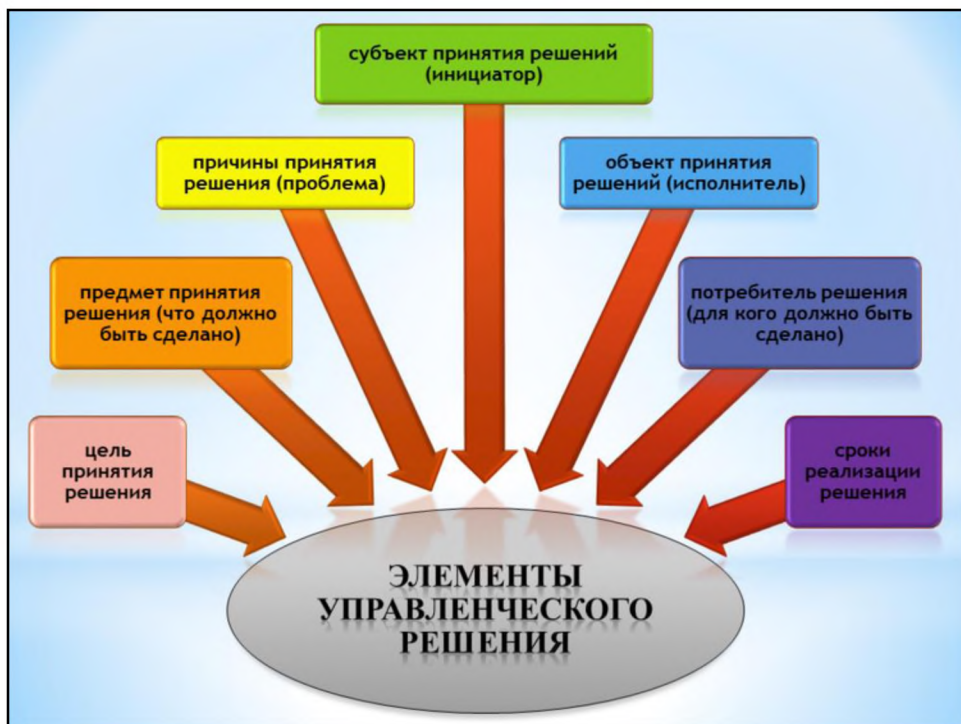 субъект принятия решений
(инициатор)
причины принятия
решения (проблема)
объект принятия
решений (исполнитель)
предмет принятия
решения (что должно
быть сделано)
потребитель решения
(для кого должно быть
сделано)
цель
принятия
решения
сроки
реализации
решения
ЭЛЕМЕНТЫ
УПРАВЛЕНЧЕСКОГО
РЕШЕНИЯ